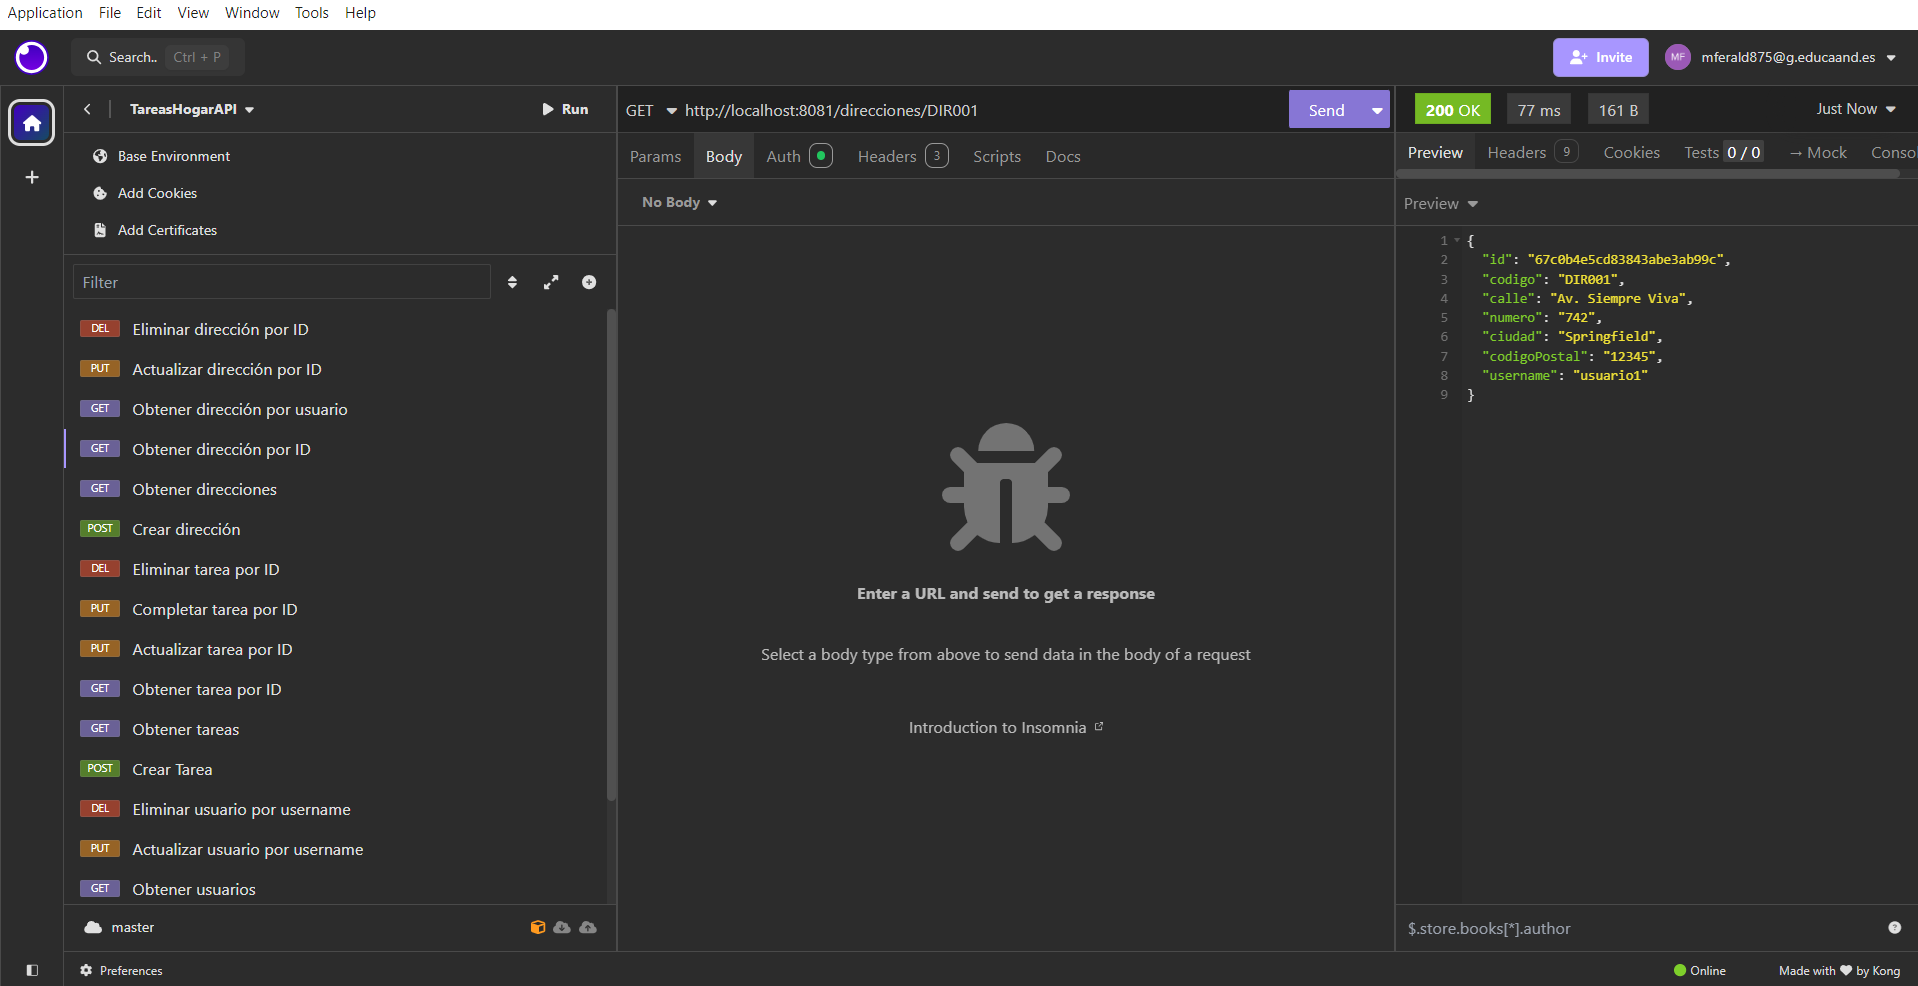 Application File Edit View Window Tools Help
Search.. Ctrl + P
Invite
MF mferald875@g.educaand.es
TareasHogarAPI
Run
Base Environment
Add Cookies
Add Certificates
Filter
DEL Eliminar dirección por ID
PUT Actualizar dirección por ID
GET Obtener dirección por usuario
GET Obtener dirección por ID
GET Obtener direcciones
POST Crear dirección
DEL Eliminar tarea por ID
PUT Completar tarea por ID
PUT Actualizar tarea por ID
GET Obtener tarea por ID
GET Obtener tareas
POST Crear Tarea
DEL Eliminar usuario por username
PUT Actualizar usuario por username
GET Obtener usuarios
master
Preferences
GET http://localhost:8081/direcciones/DIR001
Send
Params Body Auth Headers 3 Scripts Docs
No Body
Enter a URL and send to get a response
Select a body type from above to send data in the body of a request
Introduction to Insomnia
200 OK 77 ms 161 B Just Now
Preview Headers 9 Cookies Tests 0 / 0 → Mock Conso
Preview
1 {
2 "id": "67c0b4e5cd83843abe3ab99c",
3 "codigo": "DIR001",
4 "calle": "Av. Siempre Viva",
5 "numero": "742",
6 "ciudad": "Springfield",
7 "codigoPostal": "12345",
8 "username": "usuario1"
9 }
$.store.books[*].author
Online
Made with ♥ by Kong